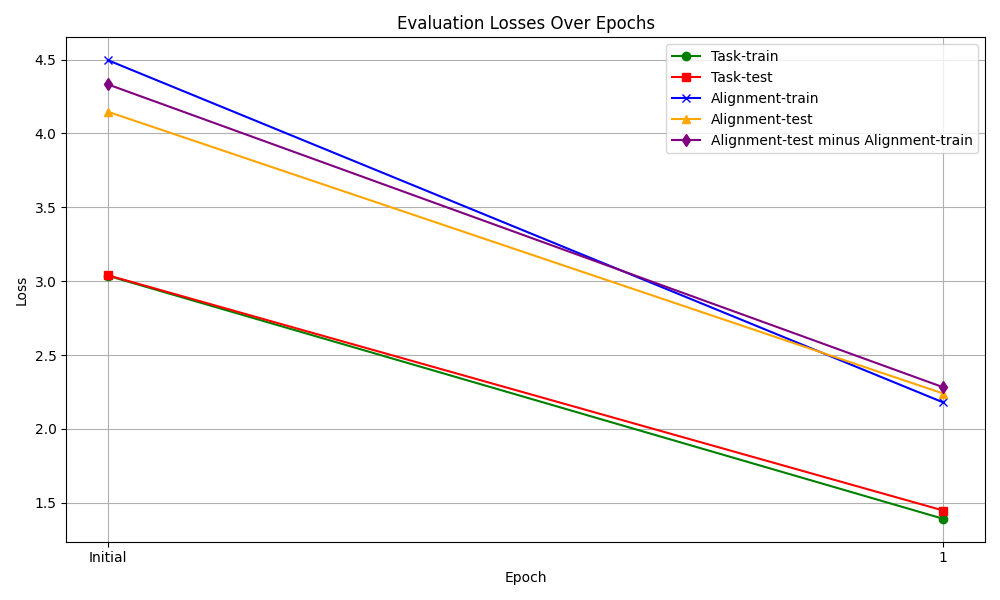 Evaluation Losses Over Epochs
Task-train
Task-test
Alignment-train
Alignment-test
Alignment-test minus Alignment-train
Loss
4.5
4.0
3.5
3.0
2.5
2.0
1.5
Initial
1
Epoch